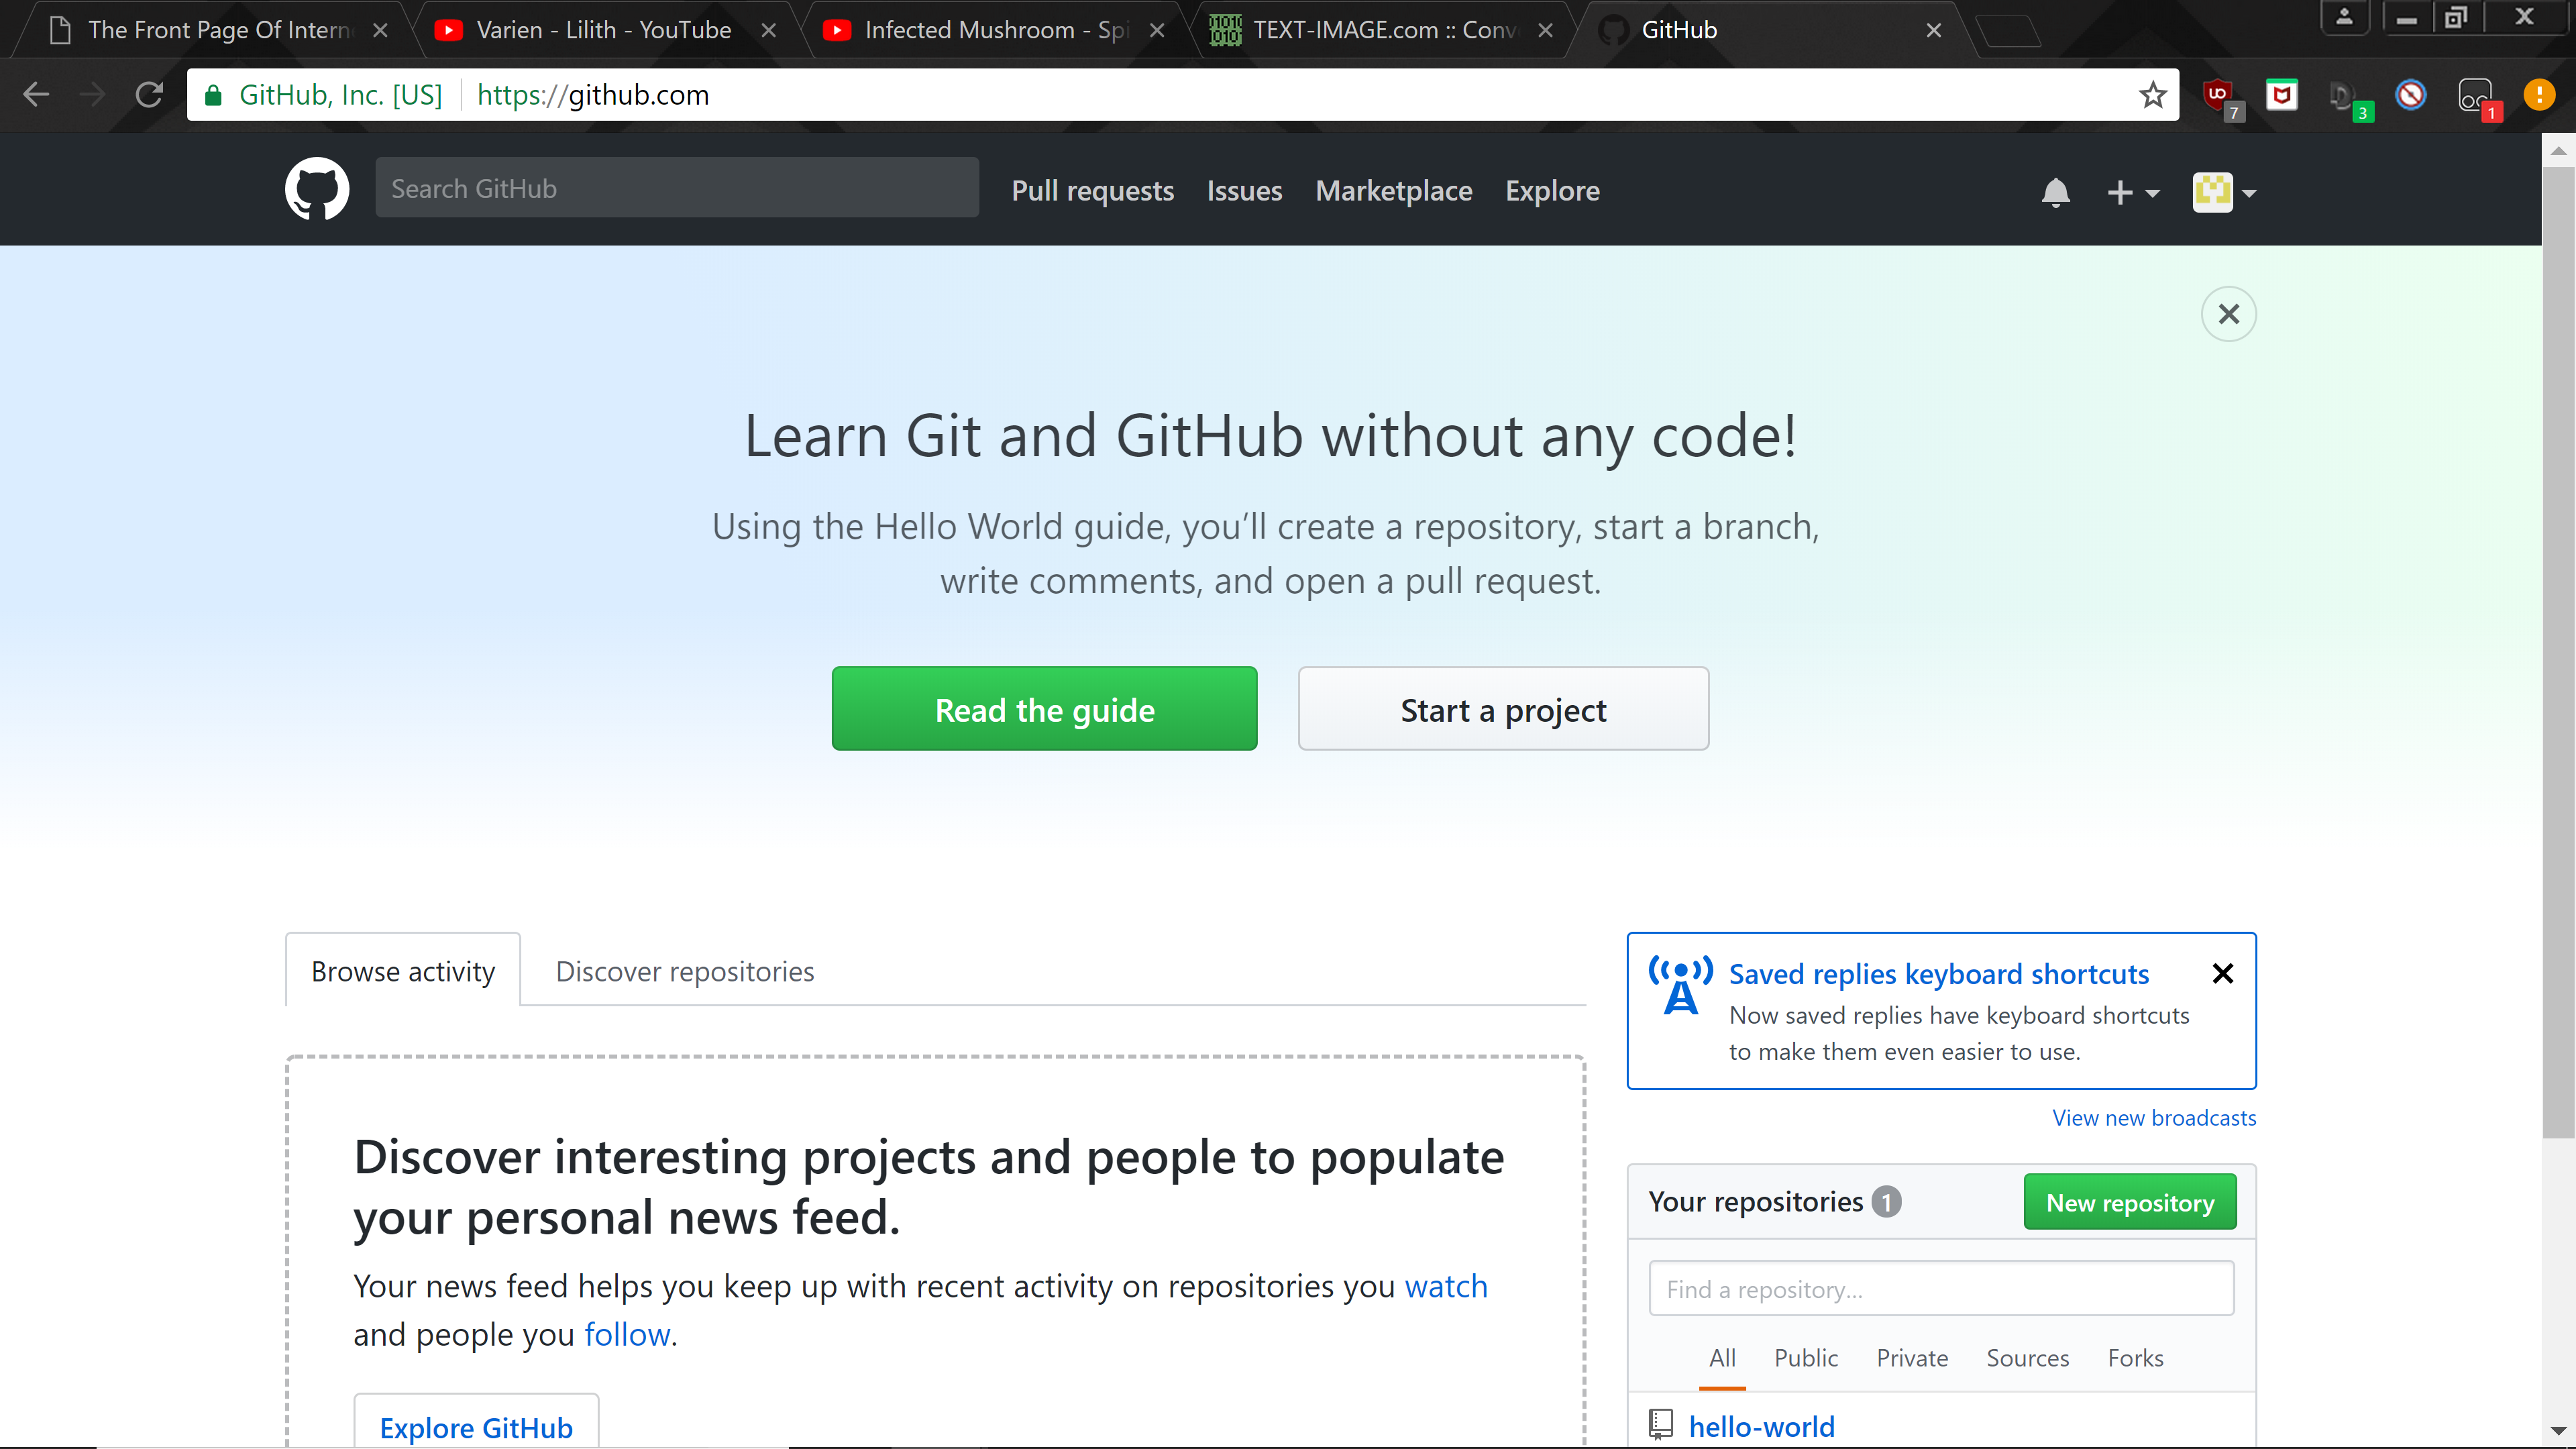 The Front Page Of Intern
Varien - Lilith - YouTube
Infected Mushroom - Spi
TEXT-IMAGE.com :: Conv
GitHub
GitHub, Inc. [US]
https://github.com
7
3
1
Search GitHub
Pull requests
Issues
Marketplace
Explore
Learn Git and GitHub without any code!
Using the Hello World guide, you’ll create a repository, start a branch,
write comments, and open a pull request.
Read the guide
Start a project
Browse activity
Discover repositories
Saved replies keyboard shortcuts
Now saved replies have keyboard shortcuts
to make them even easier to use.
View new broadcasts
Discover interesting projects and people to populate
your personal news feed.
Your news feed helps you keep up with recent activity on repositories you watch
and people you follow.
Explore GitHub
Your repositories 1
New repository
Find a repository...
All
Public
Private
Sources
Forks
hello-world